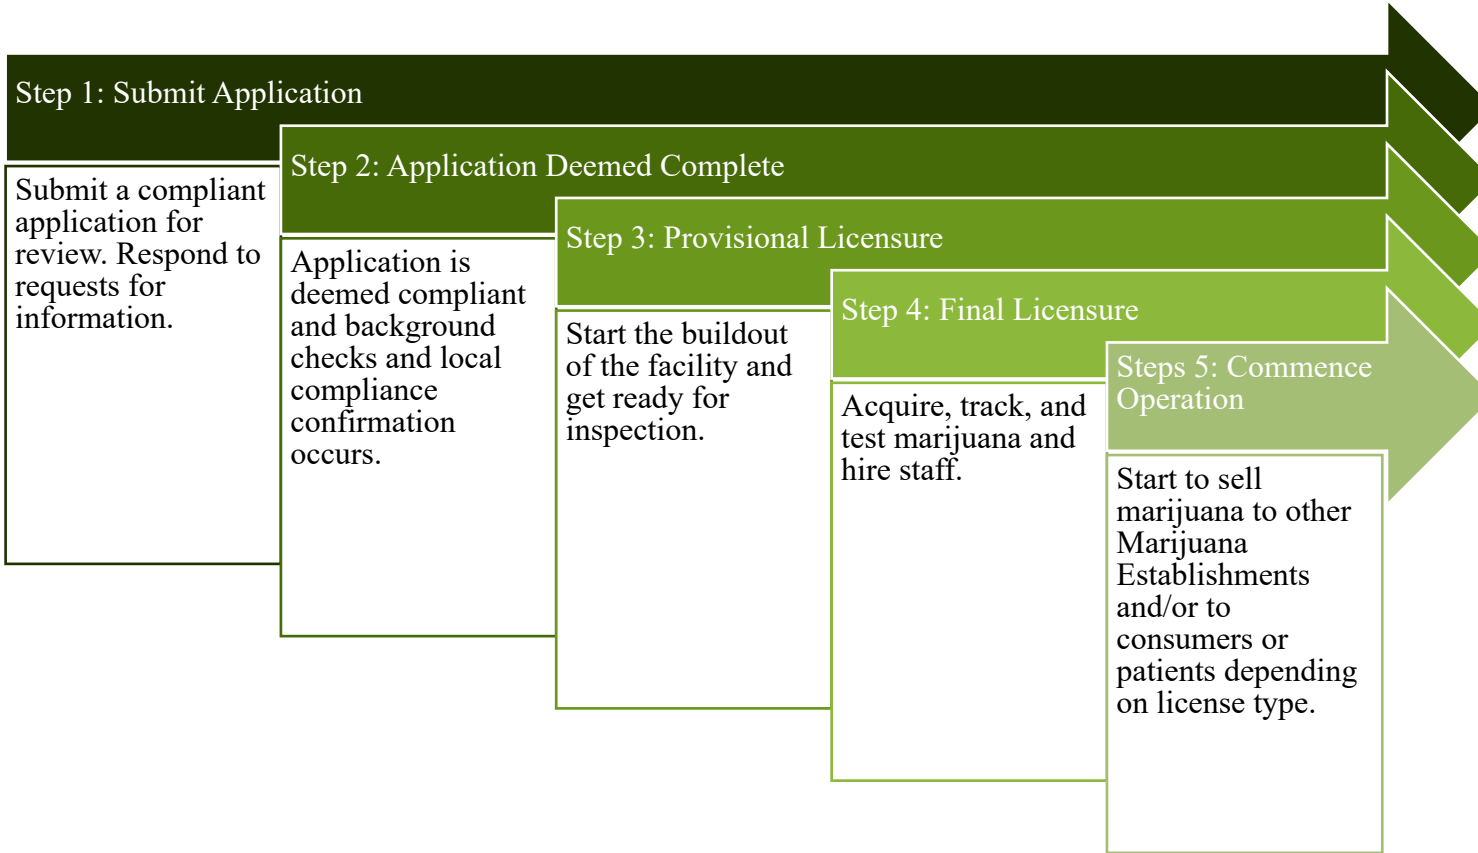 Step 1: Submit Application
Submit a compliant
application for
review. Respond to
requests for
information.
Step 2: Application Deemed Complete
Application is
deemed compliant
and background
checks and local
compliance
confirmation
occurs.
Step 3: Provisional Licensure
Start the buildout
of the facility and
get ready for
inspection.
Step 4: Final Licensure
Acquire, track, and
test marijuana and
hire staff.
Steps 5: Commence
Operation
Start to sell
marijuana to other
Marijuana
Establishments
and/or to
consumers or
patients depending
on license type.